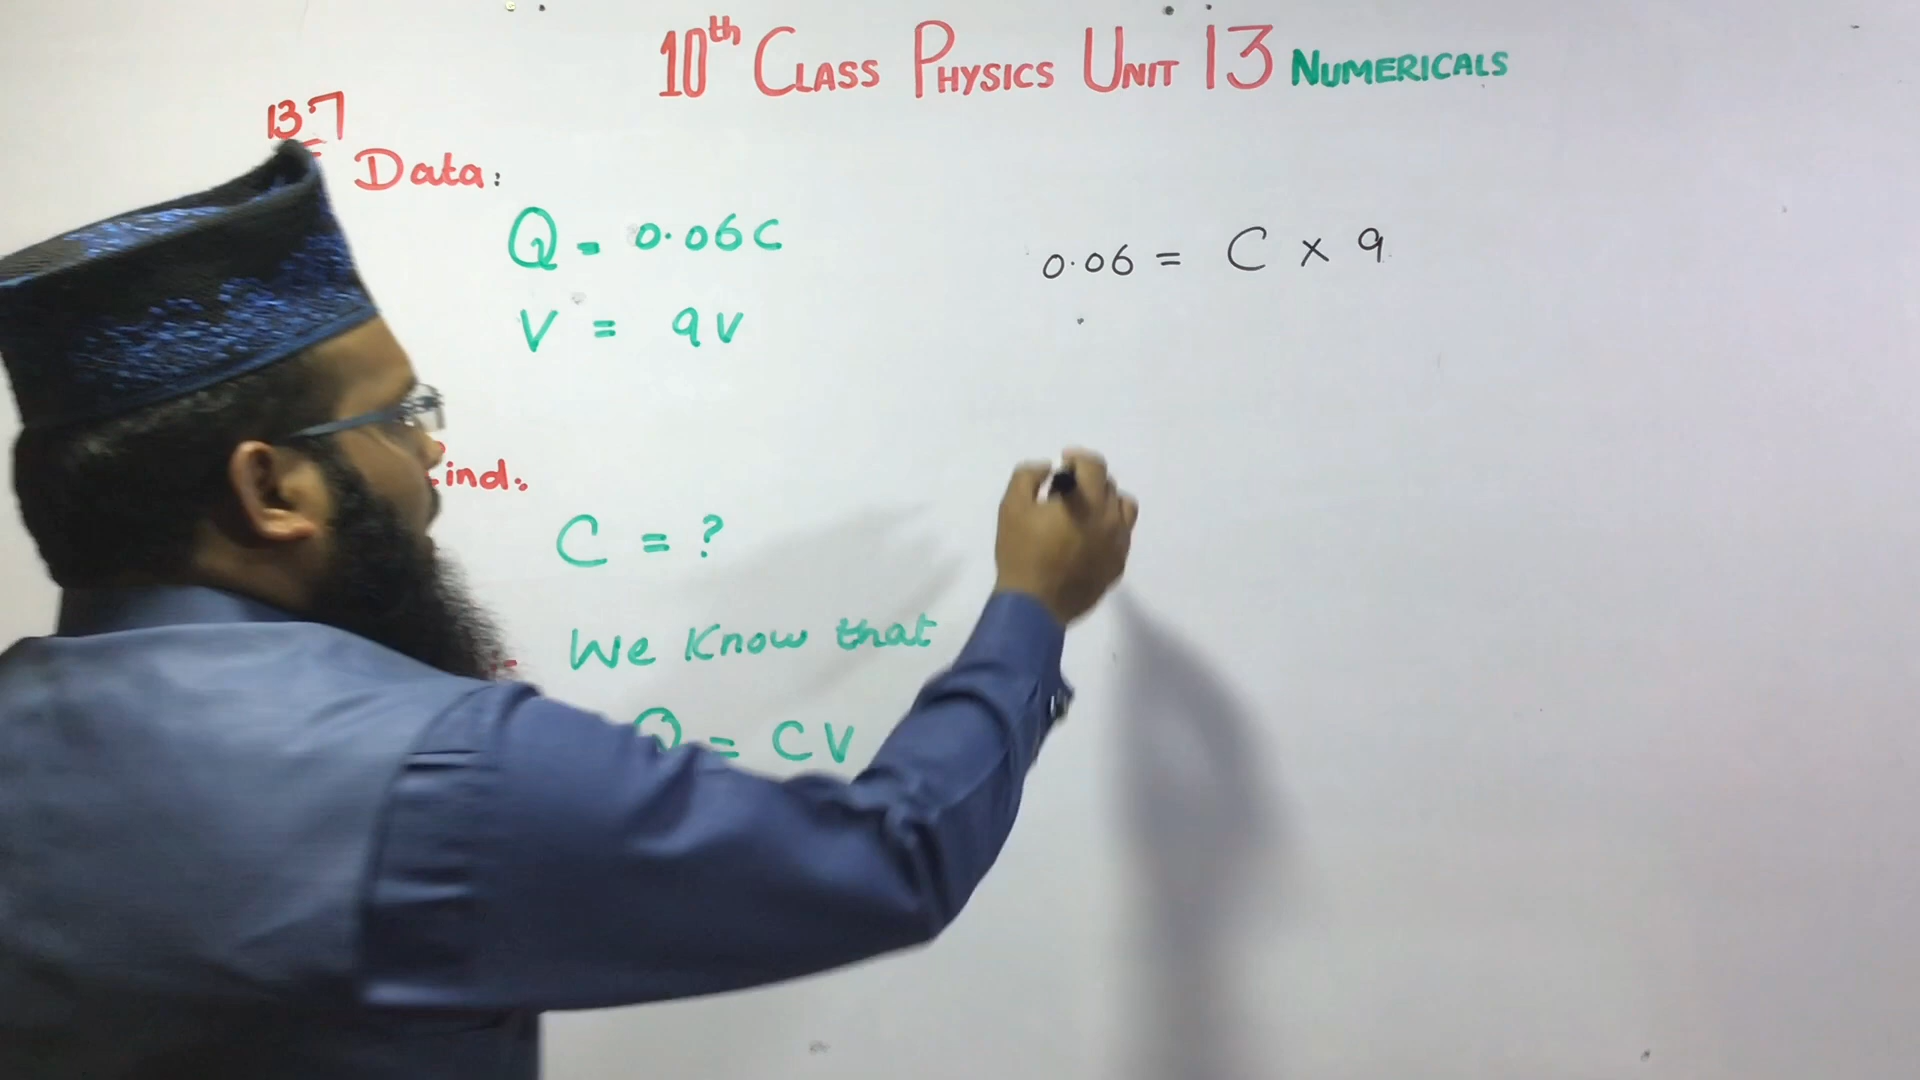 10th CLASS PHYSICS UNIT 13 NUMERICALS
13.7
Data:
Q = 0.06C
V = 9V
ind:
C = ?
We Know that
Q = CV
0.06 = C × 9